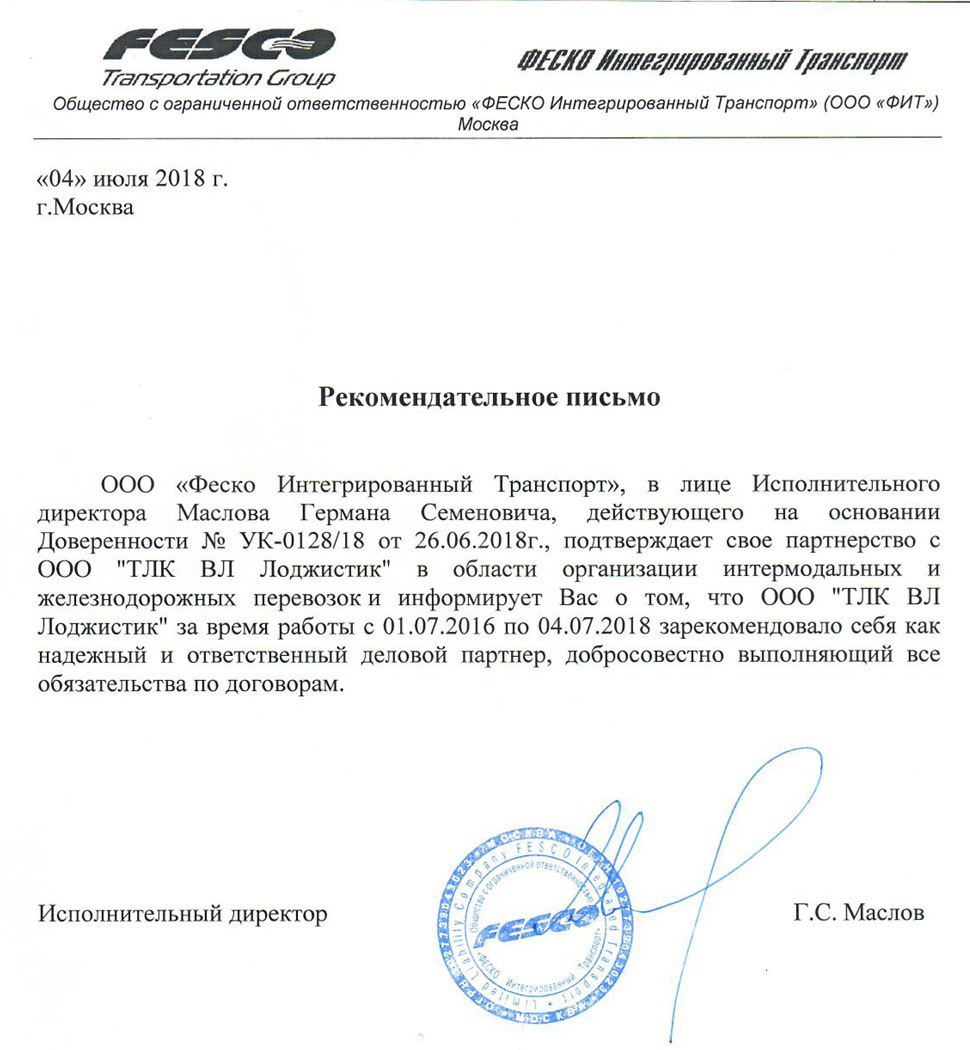 FESCO
Transportation Group
ФЕСКО Интегрированный Транспорт
Общество с ограниченной ответственностью «ФЕСКО Интегрированный Транспорт» (ООО «ФИТ»)
Москва
«04» июля 2018 г.
г.Москва
Рекомендательное письмо
ООО «Феско Интегрированный Транспорт», в лице Исполнительного
директора Маслова Германа Семеновича, действующего на основании
Доверенности № УК-0128/18 от 26.06.2018г., подтверждает свое партнерство с
ООО "ТЛК ВЛ Лоджистик" в области организации интермодальных и
железнодорожных перевозок и информирует Вас о том, что ООО "ТЛК ВЛ
Лоджистик" за время работы с 01.07.2016 по 04.07.2018 зарекомендовало себя как
надежный и ответственный деловой партнер, добросовестно выполняющий все
обязательства по договорам.
Исполнительный директор
Г.С. Маслов
МОСКВА
Limited Liability Company FESCO Integrated Transport
Общество с ограниченной ответственностью
FESCO
«ФЕСКО Интегрированный Транспорт»
МОСКВА